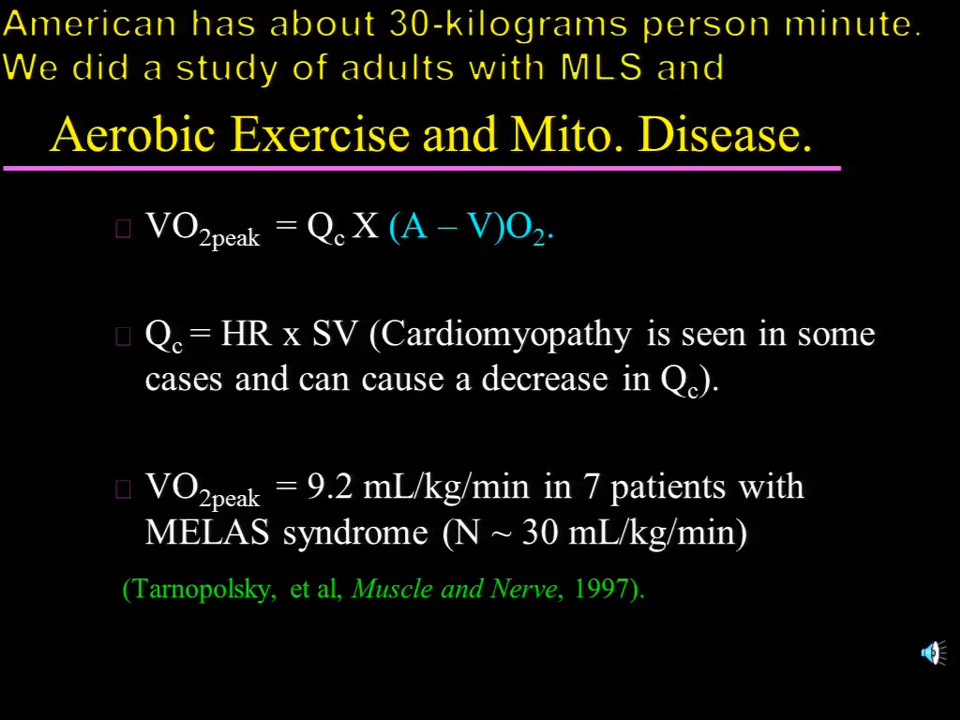 American has about 30-kilograms person minute.
We did a study of adults with MLS and
Aerobic Exercise and Mito. Disease.
VO2peak = Qc X (A – V)O2.
Qc = HR x SV (Cardiomyopathy is seen in some
cases and can cause a decrease in Qc).
VO2peak = 9.2 mL/kg/min in 7 patients with
MELAS syndrome (N ~ 30 mL/kg/min)
(Tarnopolsky, et al, Muscle and Nerve, 1997).